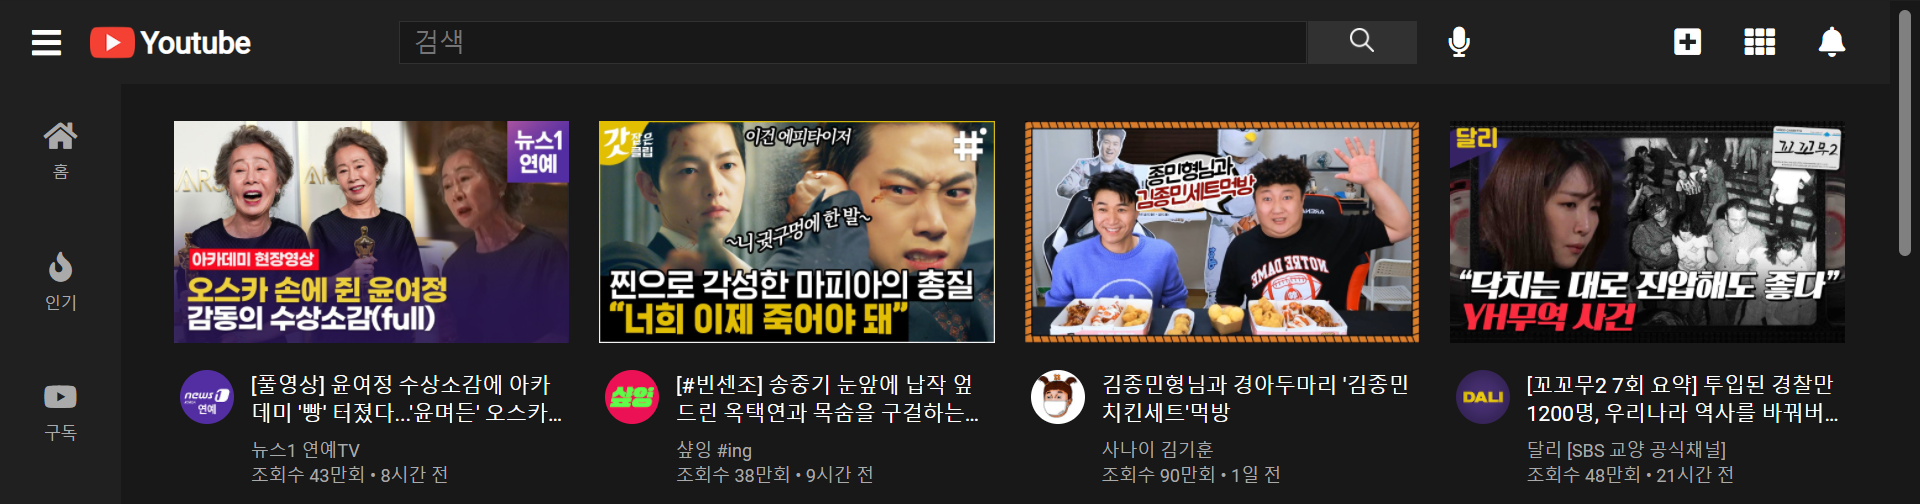 Youtube
검색
홈
인기
구독
뉴스1
연예
아카데미 현장영상
오스카 손에 쥔 윤여정
감동의 수상소감(full)
갓 잡은
클립
이건 에피타이저
#
~니 귓구멍에 한 발~
찐으로 각성한 마피아의 총질
“너희 이제 죽어야 돼”
종민형님과
김종민세트먹방
NOTRE DAME
달리
꼬꼬무2
“닥치는 대로 진압해도 좋다”
YH무역 사건
news1
연예
[풀영상] 윤여정 수상소감에 아카
데미 '빵' 터졌다...'윤며든' 오스카...
뉴스1 연예TV
조회수 43만회 • 8시간 전
샾잉
[#빈센조] 송중기 눈앞에 납작 엎
드린 옥택연과 목숨을 구걸하는...
샾잉 #ing
조회수 38만회 • 9시간 전
김종민형님과 경아두마리 '김종민
치킨세트'먹방
사나이 김기훈
조회수 90만회 • 1일 전
DALI
[꼬꼬무2 7회 요약] 투입된 경찰만
1200명, 우리나라 역사를 바꿔버...
달리 [SBS 교양 공식채널]
조회수 48만회 • 21시간 전